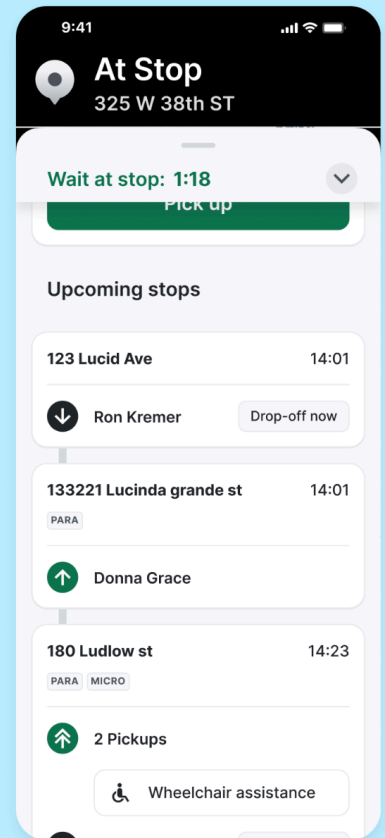 9:41
At Stop
325 W 38th ST
Wait at stop: 1:18
Pick up
Upcoming stops
123 Lucid Ave 14:01
Ron Kremer Drop-off now
133221 Lucinda grande st 14:01
PARA
Donna Grace
180 Ludlow st 14:23
PARA MICRO
2 Pickups
Wheelchair assistance